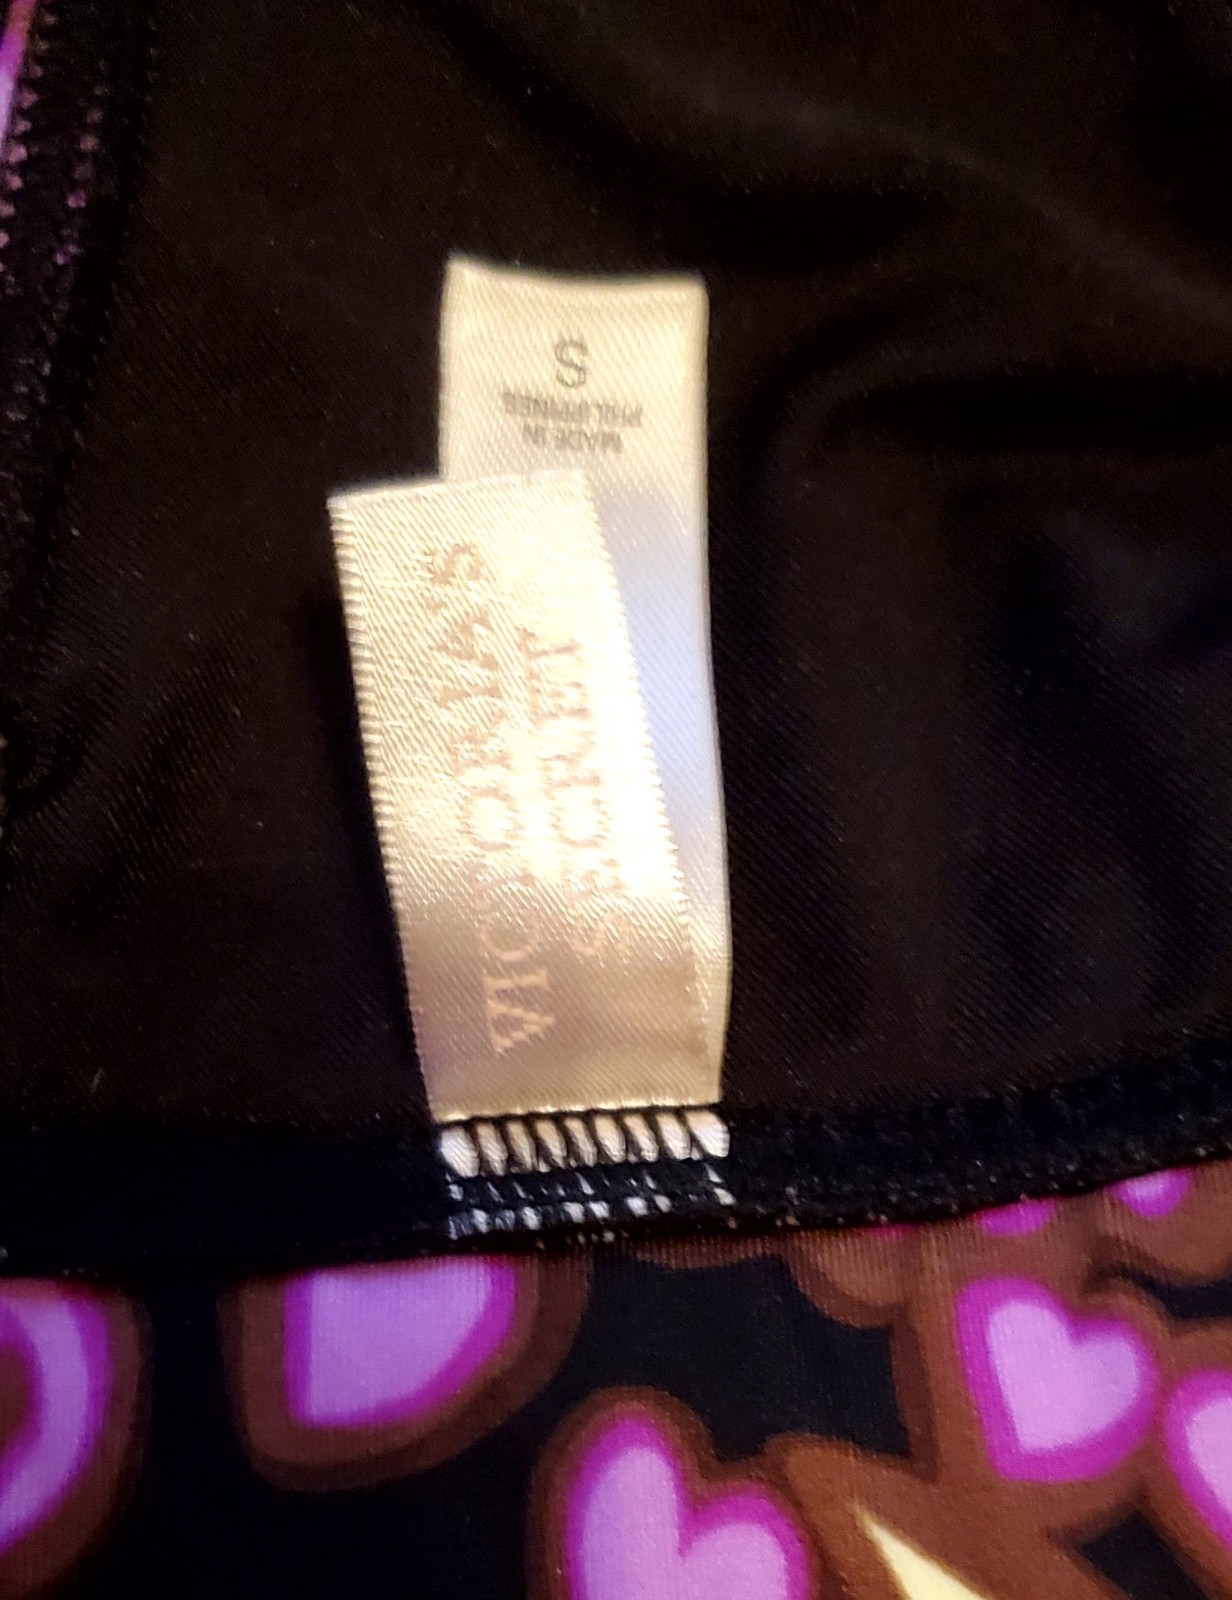 VICTORIA'S
SECRET
MADE IN
PHILIPPINES
S